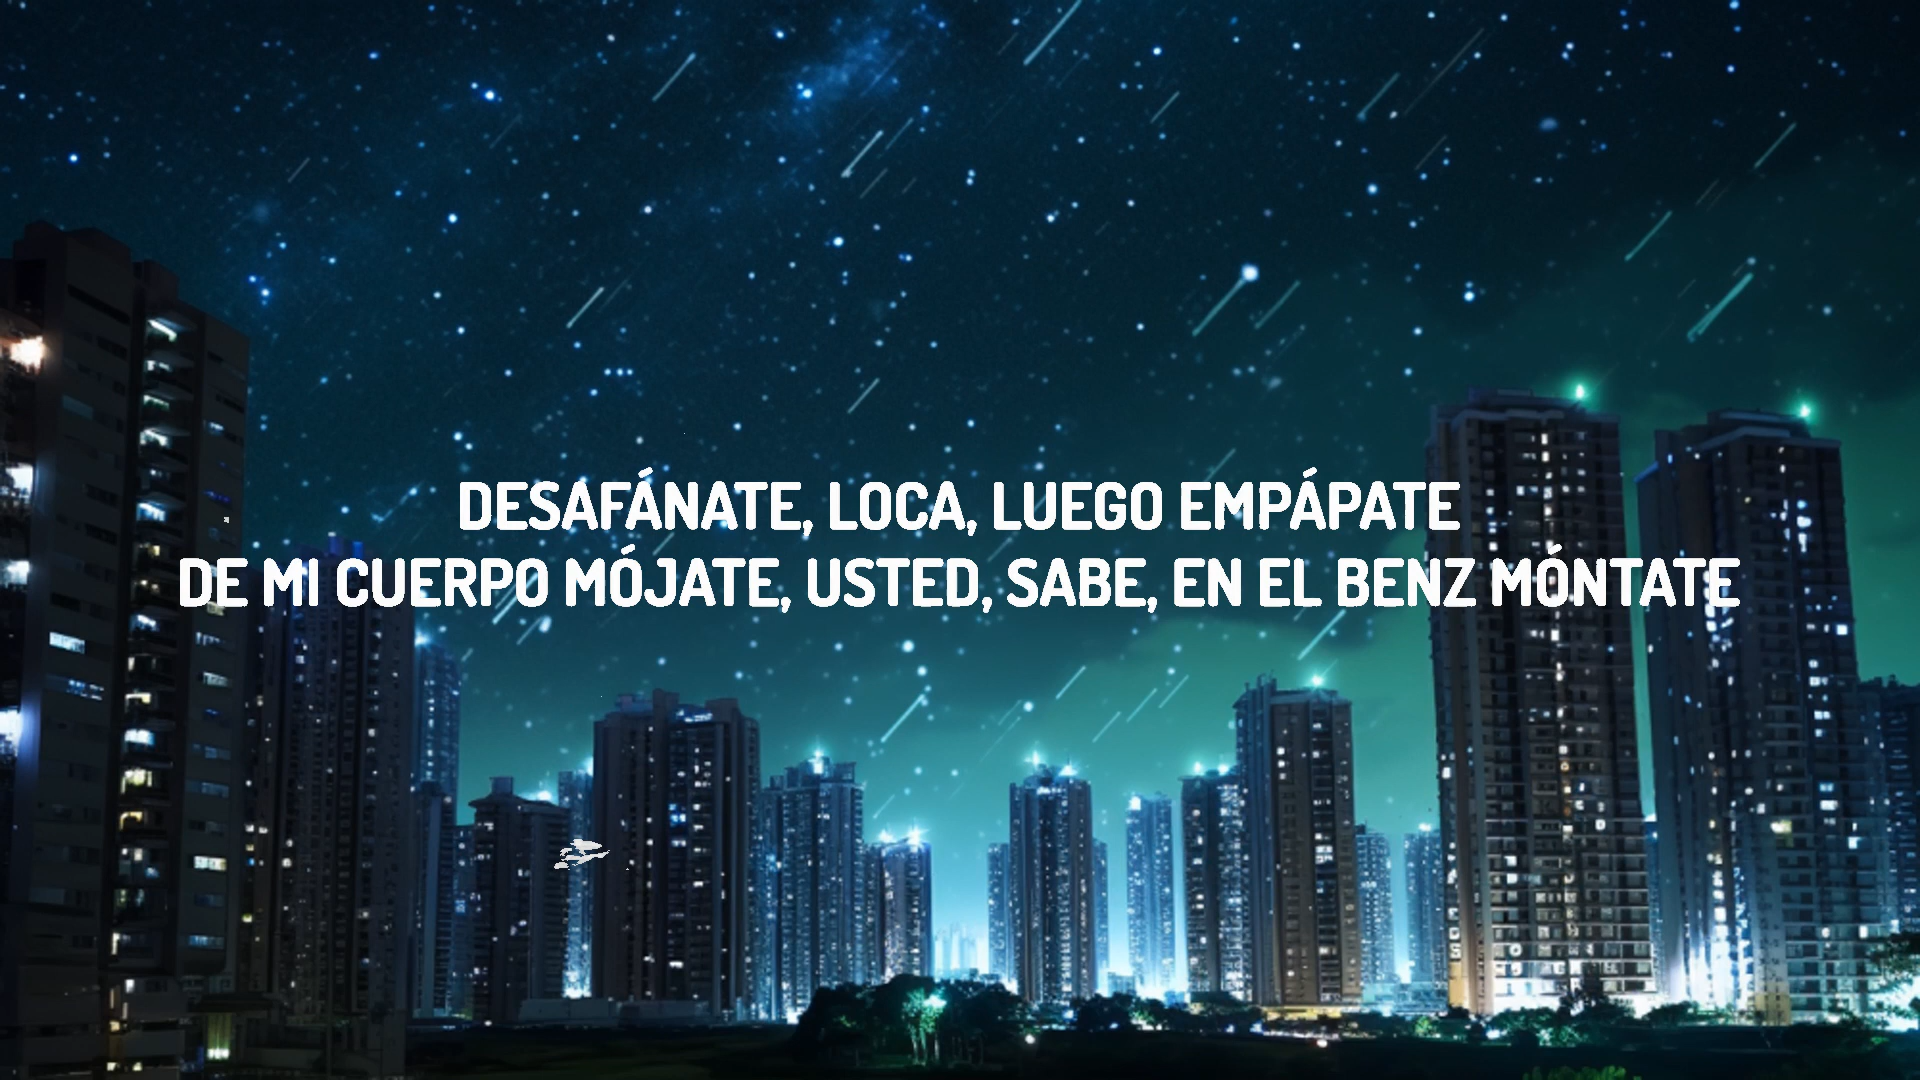 DESAFÁNATE, LOCA, LUEGO EMPÁPATE
DE MI CUERPO MÓJATE, USTED, SABE, EN EL BENZ MÓNTATE